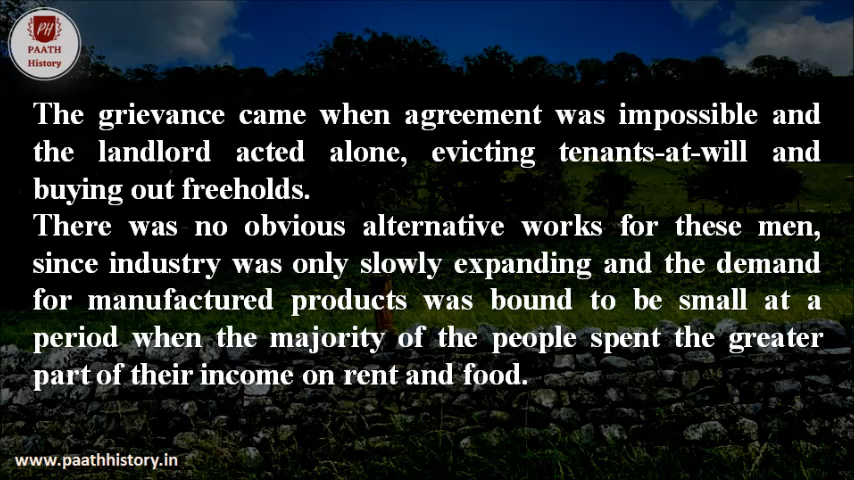 PH
PAATH
History
The grievance came when agreement was impossible and
the landlord acted alone, evicting tenants-at-will and
buying out freeholds.
There was no obvious alternative works for these men,
since industry was only slowly expanding and the demand
for manufactured products was bound to be small at a
period when the majority of the people spent the greater
part of their income on rent and food.
www.paathhistory.in